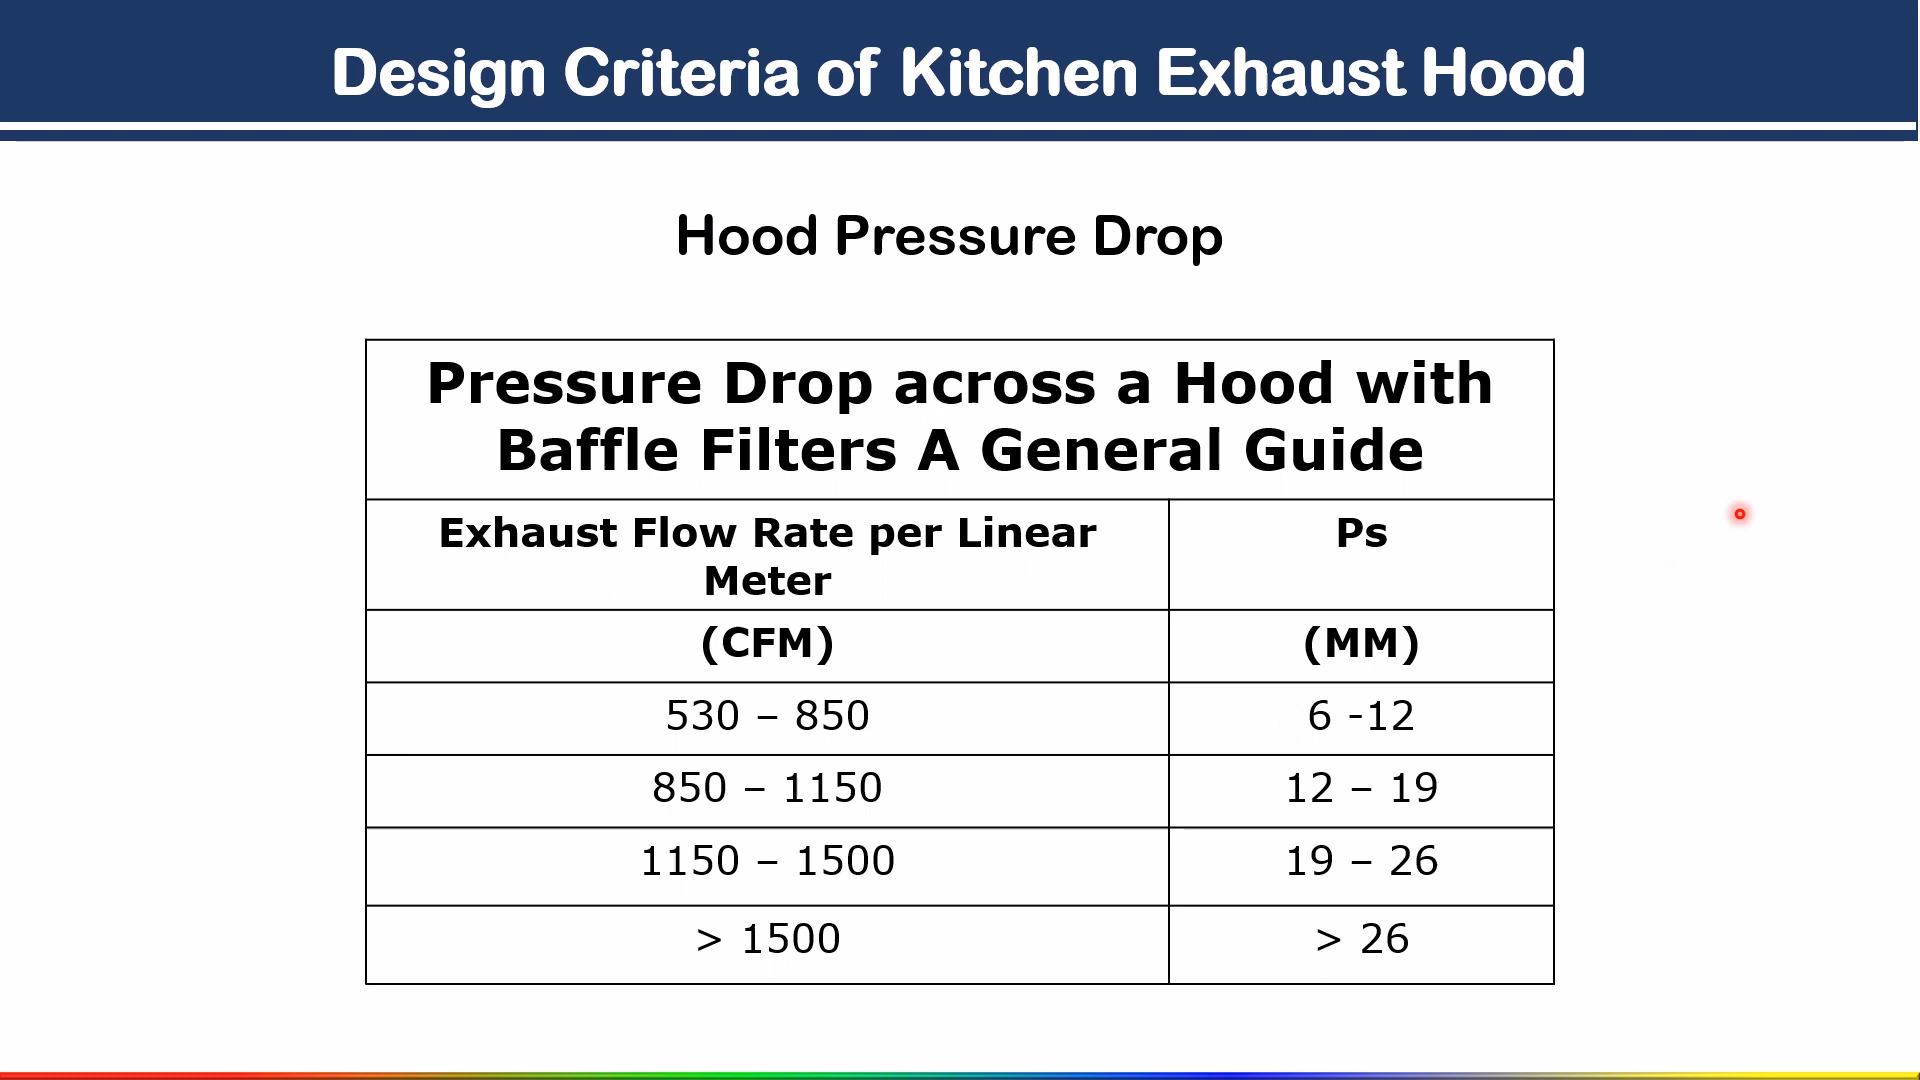 Design Criteria of Kitchen Exhaust Hood
Hood Pressure Drop
Pressure Drop across a Hood with
Baffle Filters A General Guide
Exhaust Flow Rate per Linear
Meter
Ps
(CFM)
(MM)
530 – 850
6 -12
850 – 1150
12 – 19
1150 – 1500
19 – 26
> 1500
> 26